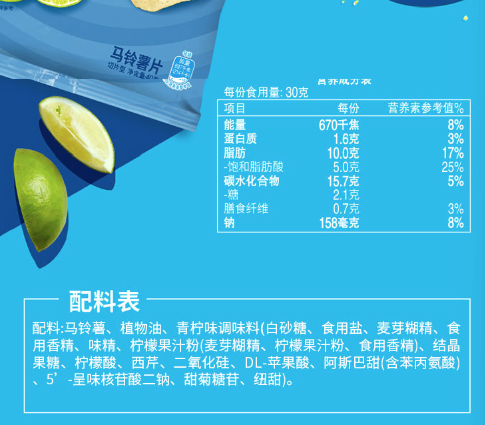 马铃薯片
切片型 净含量40克
营养成分表
每份食用量: 30克
项目 每份 营养素参考值%
能量 670千焦 8%
蛋白质 1.6克 3%
脂肪 10.0克 17%
-饱和脂肪酸 5.0克 25%
碳水化合物 15.7克 5%
-糖 2.1克
膳食纤维 0.7克 3%
钠 158毫克 8%
配料表
配料:马铃薯、植物油、青柠味调味料(白砂糖、食用盐、麦芽糊精、食
用香精、味精、柠檬果汁粉(麦芽糊精、柠檬果汁粉、食用香精)、结晶
果糖、柠檬酸、西芹、二氧化硅、DL-苹果酸、阿斯巴甜(含苯丙氨酸)
、5’-呈味核苷酸二钠、甜菊糖苷、纽甜)。